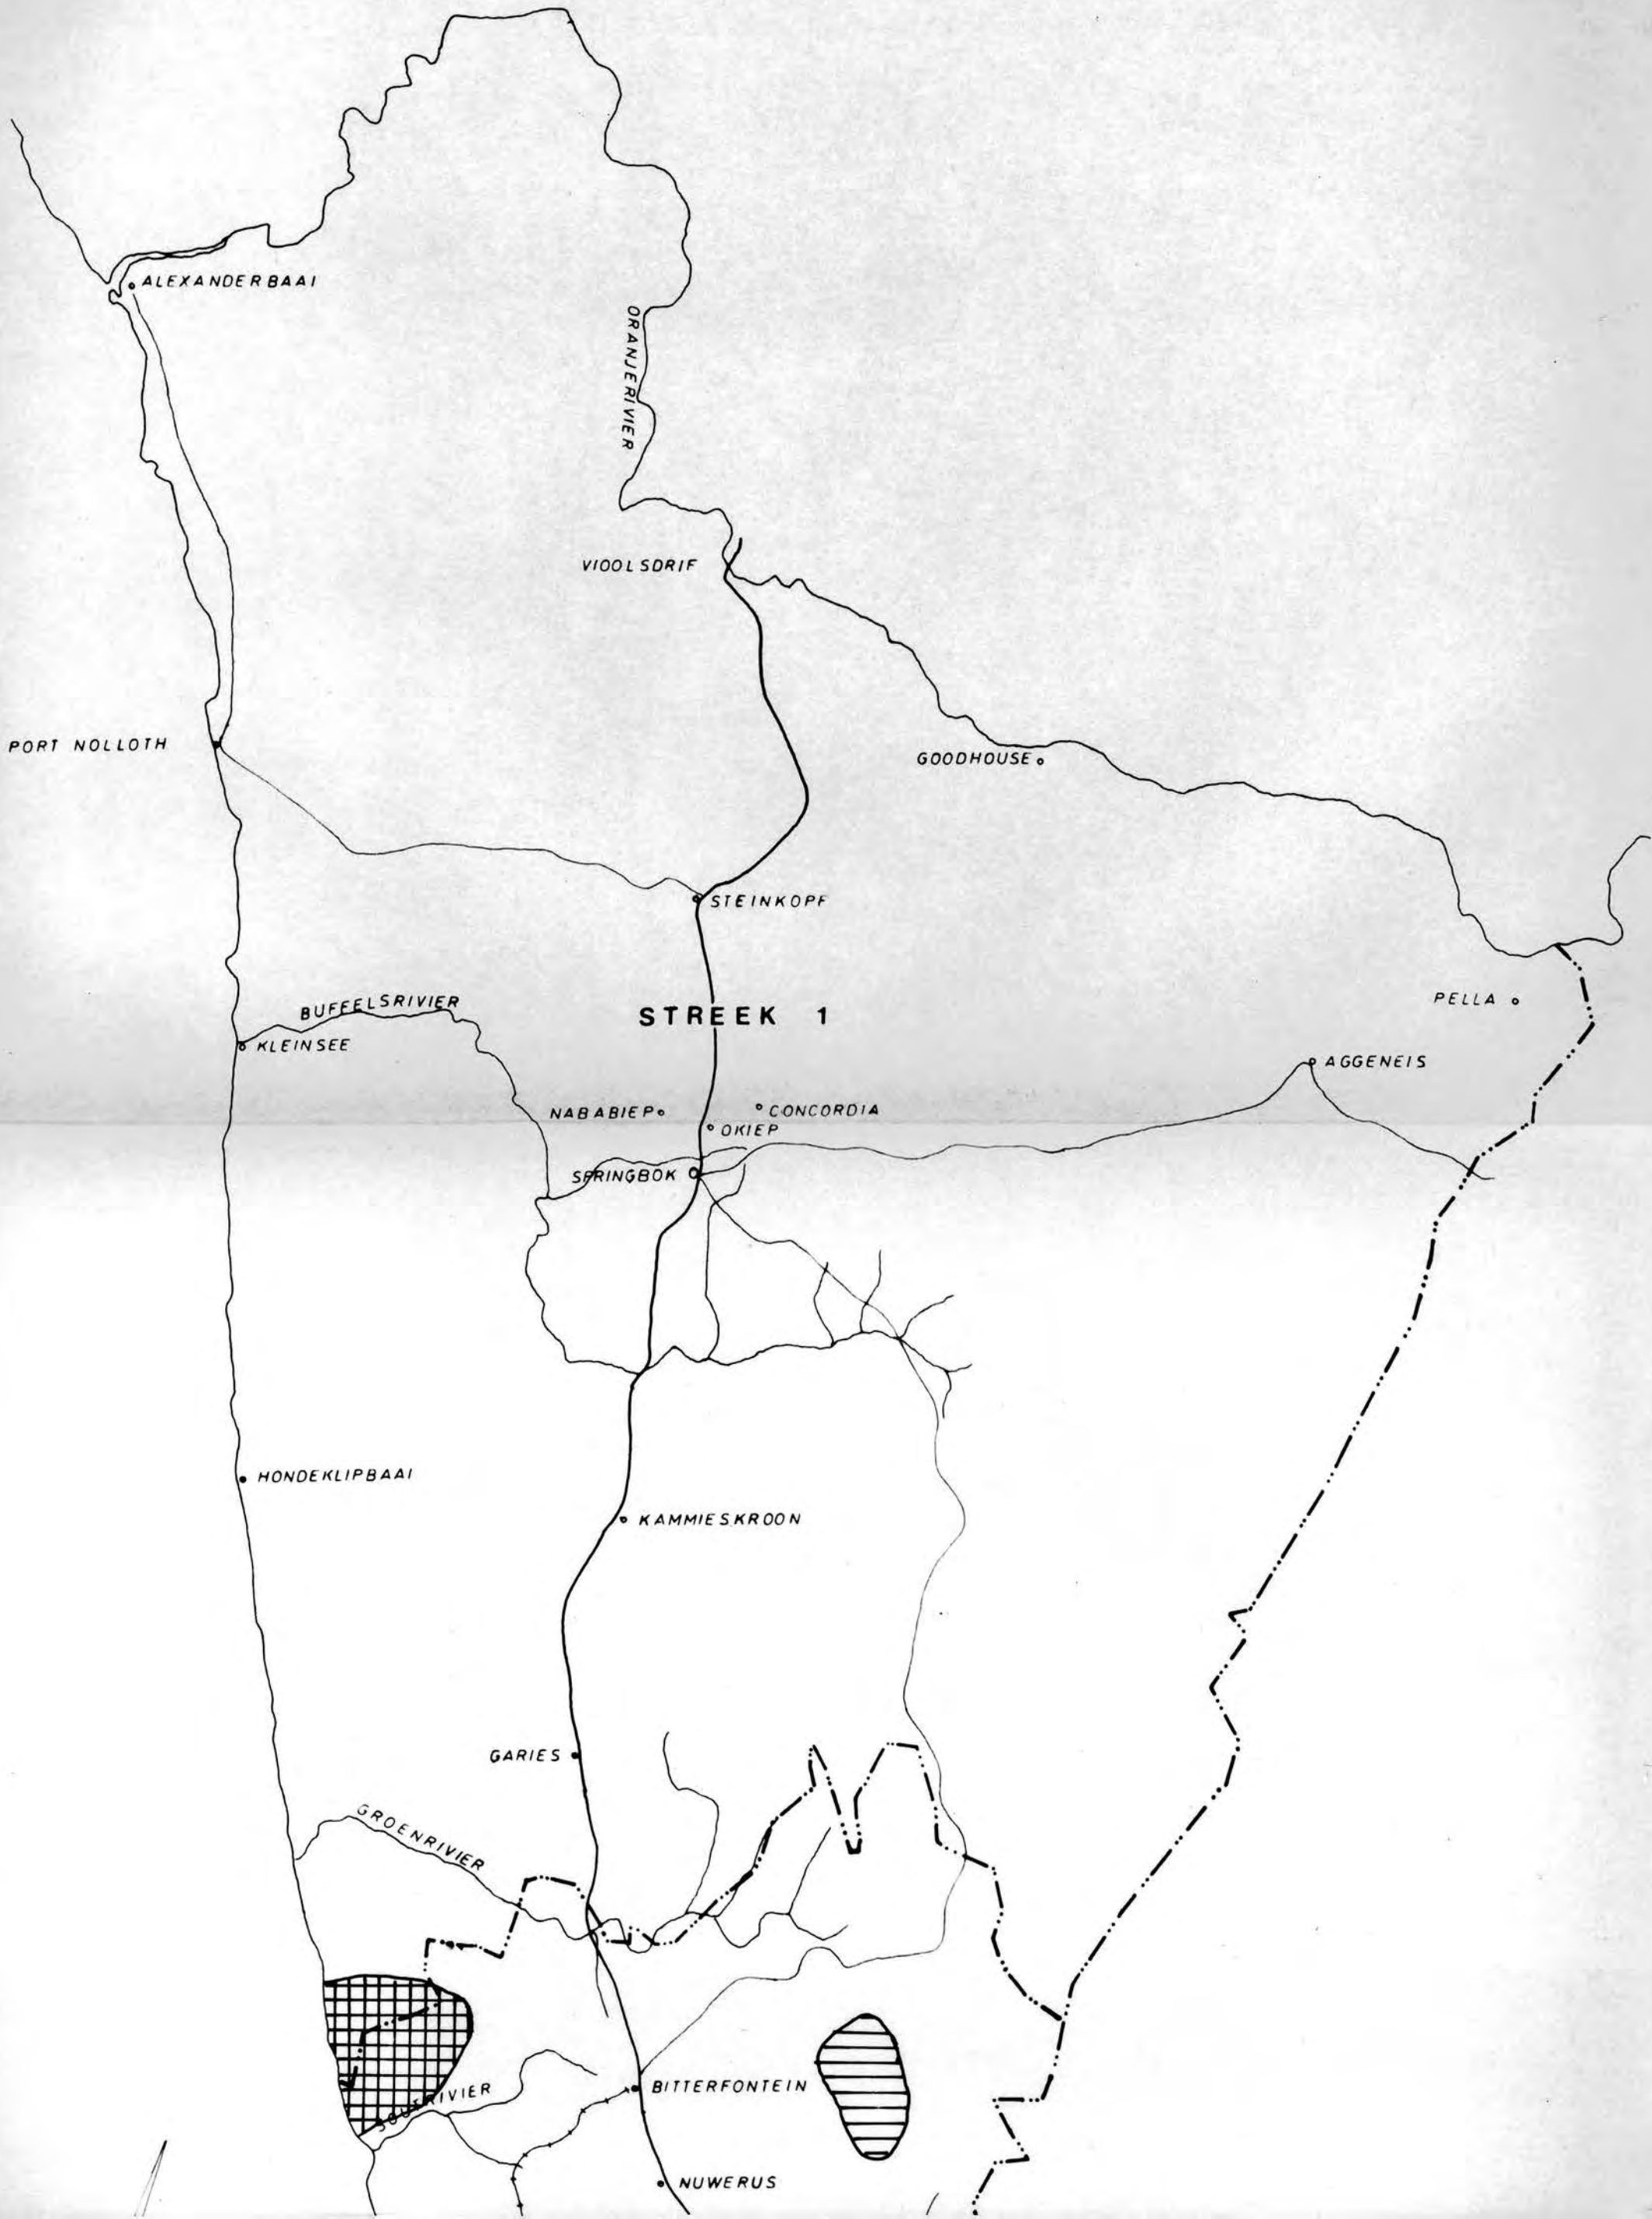 ALEXANDERBAAI
ORANJERIVIER
VIOOLSDRIF
PORT NOLLOTH
GOODHOUSE
STEINKOPF
PELLA
BUFFELSRIVIER
STREEK 1
KLEINSEE
AGGENEIS
NABABIEP
CONCORDIA
OKIEP
SPRINGBOK
HONDEKLIPBAAI
KAMMIESKROON
GARIES
GROENRIVIER
BITTERFONTEIN
SOUTRIVIER
NUWERUS